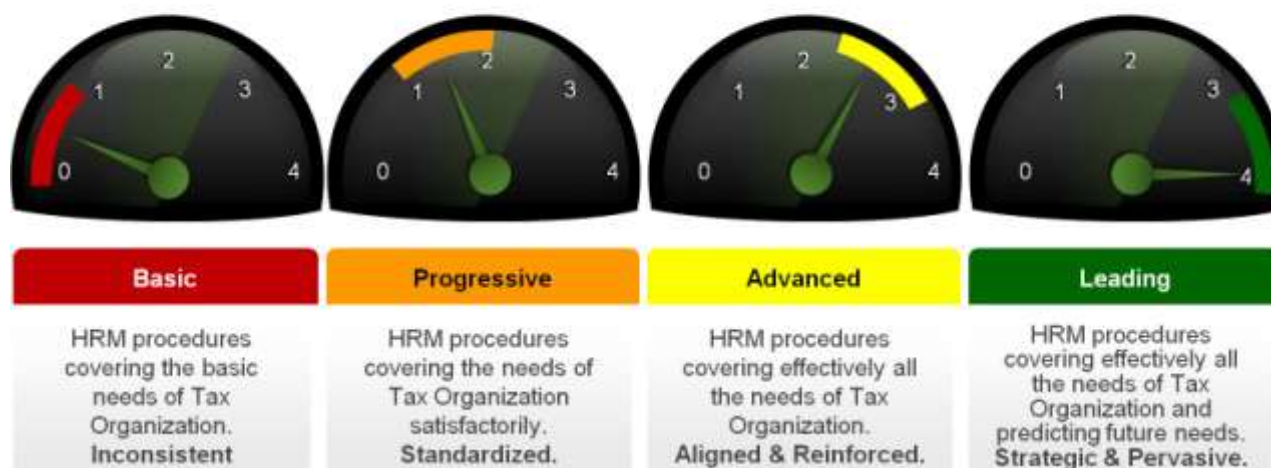 0 1 2 3 4
0 1 2 3 4
0 1 2 3 4
0 1 2 3 4
Basic
HRM procedures
covering the basic
needs of Tax
Organization.
Inconsistent
Progressive
HRM procedures
covering the needs of
Tax Organization
satisfactorily.
Standardized.
Advanced
HRM procedures
covering effectively all
the needs of Tax
Organization.
Aligned & Reinforced.
Leading
HRM procedures
covering effectively all
the needs of Tax
Organization and
predicting future needs.
Strategic & Pervasive.